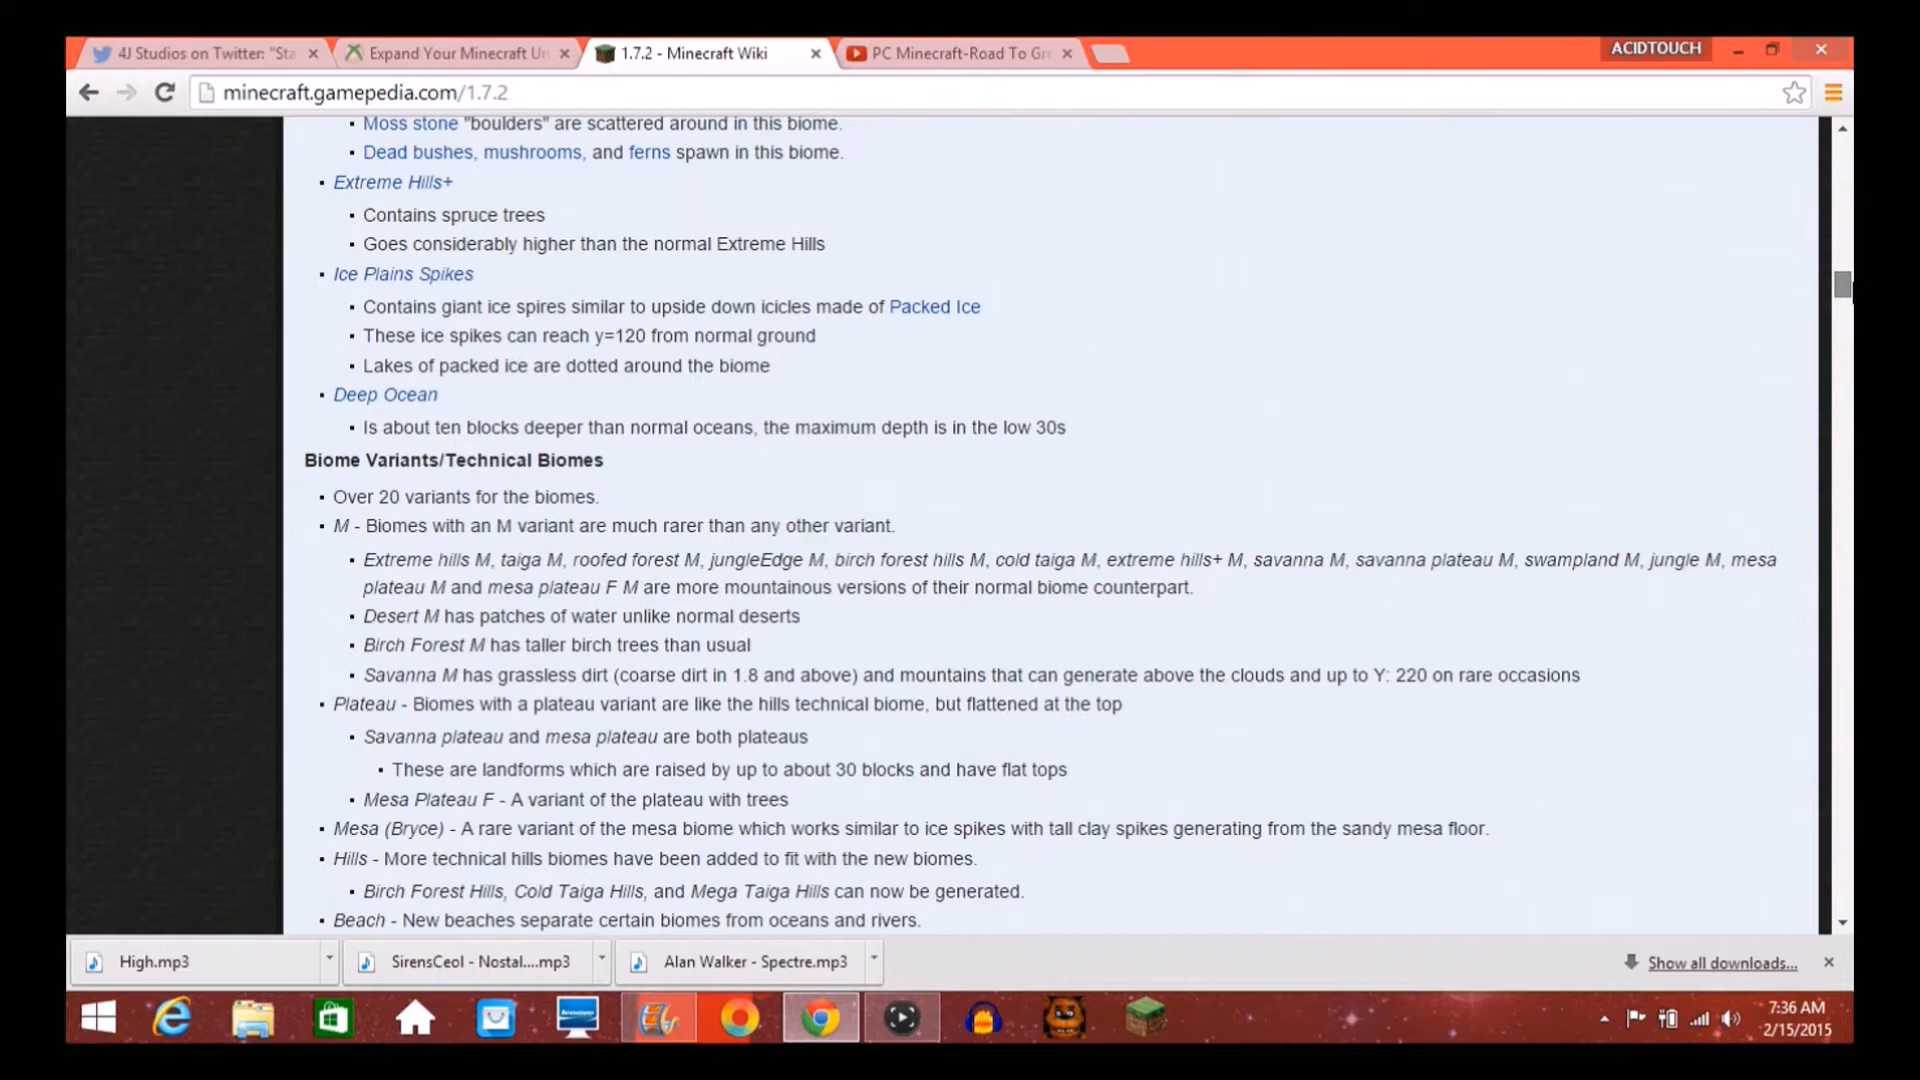 4J Studios on Twitter: "Sta
Expand Your Minecraft Un
1.7.2 - Minecraft Wiki
PC Minecraft-Road To Gr
ACIDTOUCH
minecraft.gamepedia.com/1.7.2
Moss stone "boulders" are scattered around in this biome.
Dead bushes, mushrooms, and ferns spawn in this biome.
Extreme Hills+
Contains spruce trees
Goes considerably higher than the normal Extreme Hills
Ice Plains Spikes
Contains giant ice spires similar to upside down icicles made of Packed Ice
These ice spikes can reach y=120 from normal ground
Lakes of packed ice are dotted around the biome
Deep Ocean
Is about ten blocks deeper than normal oceans, the maximum depth is in the low 30s
Biome Variants/Technical Biomes
Over 20 variants for the biomes.
M - Biomes with an M variant are much rarer than any other variant.
Extreme hills M, taiga M, roofed forest M, jungleEdge M, birch forest hills M, cold taiga M, extreme hills+ M, savanna M, savanna plateau M, swampland M, jungle M, mesa
plateau M and mesa plateau F M are more mountainous versions of their normal biome counterpart.
Desert M has patches of water unlike normal deserts
Birch Forest M has taller birch trees than usual
Savanna M has grassless dirt (coarse dirt in 1.8 and above) and mountains that can generate above the clouds and up to Y: 220 on rare occasions
Plateau - Biomes with a plateau variant are like the hills technical biome, but flattened at the top
Savanna plateau and mesa plateau are both plateaus
These are landforms which are raised by up to about 30 blocks and have flat tops
Mesa Plateau F - A variant of the plateau with trees
Mesa (Bryce) - A rare variant of the mesa biome which works similar to ice spikes with tall clay spikes generating from the sandy mesa floor.
Hills - More technical hills biomes have been added to fit with the new biomes.
Birch Forest Hills, Cold Taiga Hills, and Mega Taiga Hills can now be generated.
Beach - New beaches separate certain biomes from oceans and rivers.
High.mp3
SirensCeol - Nostal....mp3
Alan Walker - Spectre.mp3
Show all downloads...
7:36 AM
2/15/2015